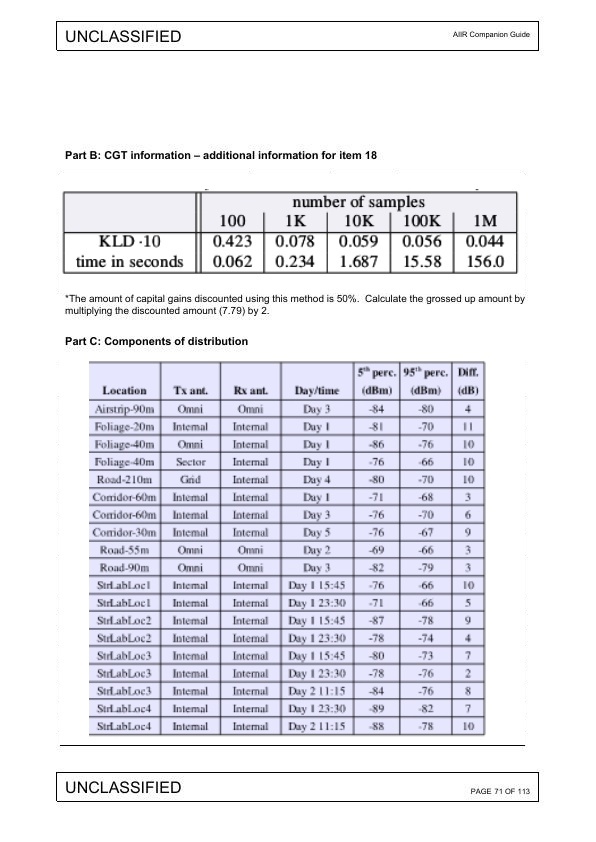 UNCLASSIFIED AIIR Companion Guide
Part B: CGT information – additional information for item 18
number of samples
100 1K 10K 100K 1M
KLD ·10 0.423 0.078 0.059 0.056 0.044
time in seconds 0.062 0.234 1.687 15.58 156.0
*The amount of capital gains discounted using this method is 50%. Calculate the grossed up amount by
multiplying the discounted amount (7.79) by 2.
Part C: Components of distribution
5th perc. 95th perc. Diff.
Location Tx ant. Rx ant. Day/time (dBm) (dBm) (dB)
Airstrip-90m Omni Omni Day 3 -84 -80 4
Foliage-20m Internal Internal Day 1 -81 -70 11
Foliage-40m Omni Internal Day 1 -86 -76 10
Foliage-40m Sector Internal Day 1 -76 -66 10
Road-210m Grid Internal Day 4 -80 -70 10
Corridor-60m Internal Internal Day 1 -71 -68 3
Corridor-60m Internal Internal Day 3 -76 -70 6
Corridor-30m Internal Internal Day 5 -76 -67 9
Road-55m Omni Omni Day 2 -69 -66 3
Road-90m Omni Omni Day 3 -82 -79 3
StrLabLoc1 Internal Internal Day 1 15:45 -76 -66 10
StrLabLoc1 Internal Internal Day 1 23:30 -71 -66 5
StrLabLoc2 Internal Internal Day 1 15:45 -87 -78 9
StrLabLoc2 Internal Internal Day 1 23:30 -78 -74 4
StrLabLoc3 Internal Internal Day 1 15:45 -80 -73 7
StrLabLoc3 Internal Internal Day 1 23:30 -78 -76 2
StrLabLoc3 Internal Internal Day 2 11:15 -84 -76 8
StrLabLoc4 Internal Internal Day 1 23:30 -89 -82 7
StrLabLoc4 Internal Internal Day 2 11:15 -88 -78 10
UNCLASSIFIED PAGE 71 OF 113